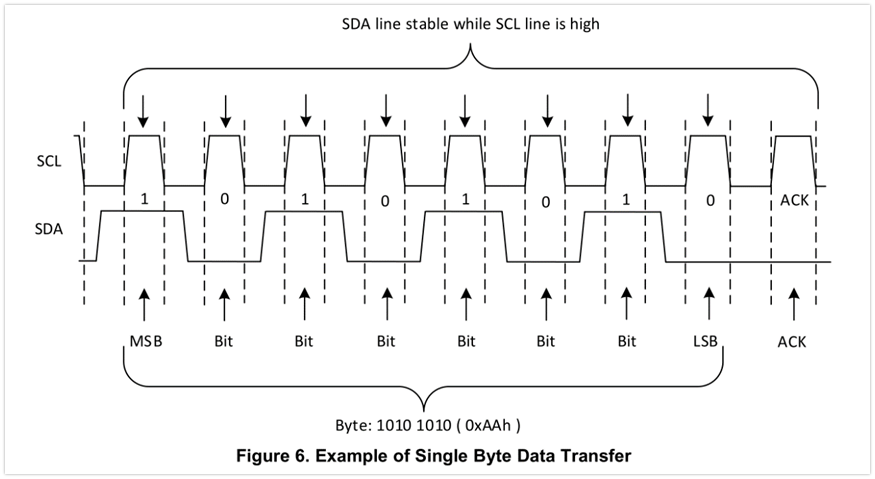 SDA line stable while SCL line is high
SCL
1 0 1 0 1 0 1 0 ACK
SDA
MSB Bit Bit Bit Bit Bit Bit LSB ACK
Byte: 1010 1010 ( 0xAAh )
Figure 6. Example of Single Byte Data Transfer